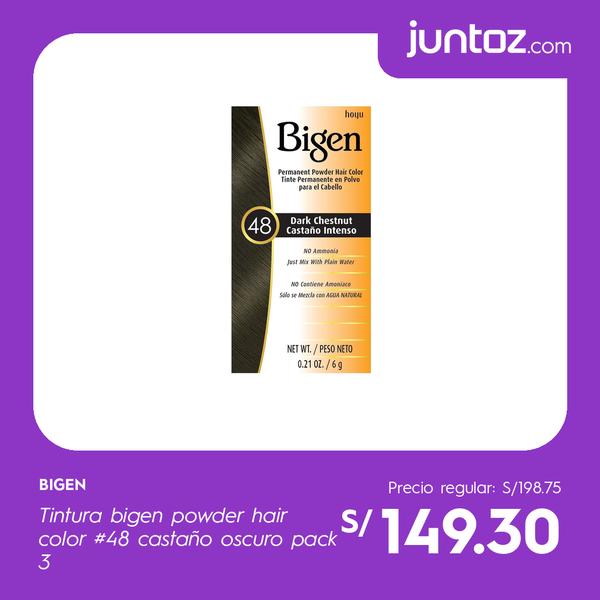 juntoz.com
hoyu
Bigen
Permanent Powder Hair Color
Tinte Permanente en Polvo
para el Cabello
48
Dark Chestnut
Castaño Intenso
NO Ammonia
Just Mix With Plain Water
NO Contiene Amoniaco
Sólo se Mezcla con AGUA NATURAL
NET WT. / PESO NETO
0.21 OZ. / 6 g
BIGEN
Tintura bigen powder hair
color #48 castaño oscuro pack
3
Precio regular: S/198.75
S/149.30